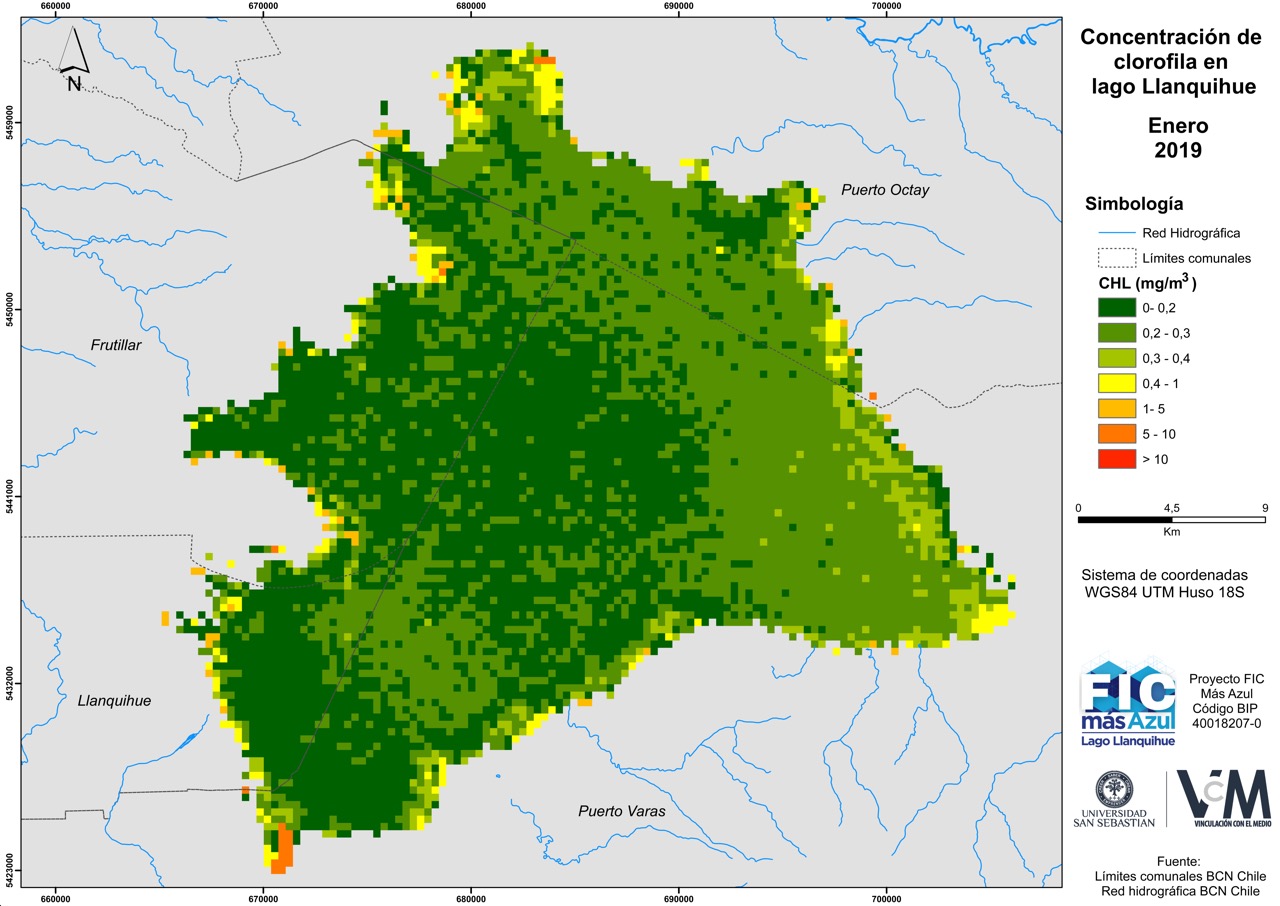 660000 670000 680000 690000 700000
N
5459000
5450000
5441000
5432000
5423000
Puerto Octay
Frutillar
Llanquihue
Puerto Varas
660000 670000 680000 690000 700000
Concentración de
clorofila en
lago Llanquihue
Enero
2019
Simbología
Red Hidrográfica
Límites comunales
CHL (mg/m³)
0- 0,2
0,2 - 0,3
0,3 - 0,4
0,4 - 1
1- 5
5 - 10
> 10
0 4,5 9
Km
Sistema de coordenadas
WGS84 UTM Huso 18S
FIC
másAzul
Lago Llanquihue
Proyecto FIC
Más Azul
Código BIP
40018207-0
UNIVERSIDAD
SAN SEBASTIAN
VCM
VINCULACIÓN CON EL MEDIO
Fuente:
Límites comunales BCN Chile
Red hidrográfica BCN Chile